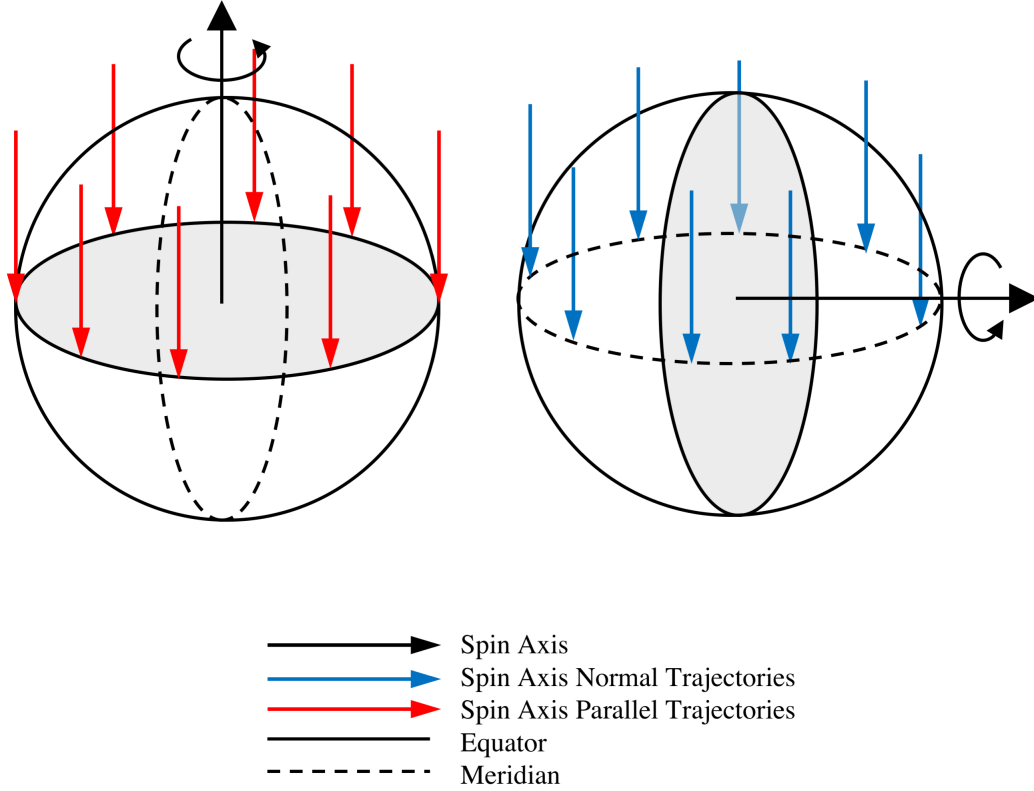 Spin Axis
Spin Axis Normal Trajectories
Spin Axis Parallel Trajectories
Equator
Meridian